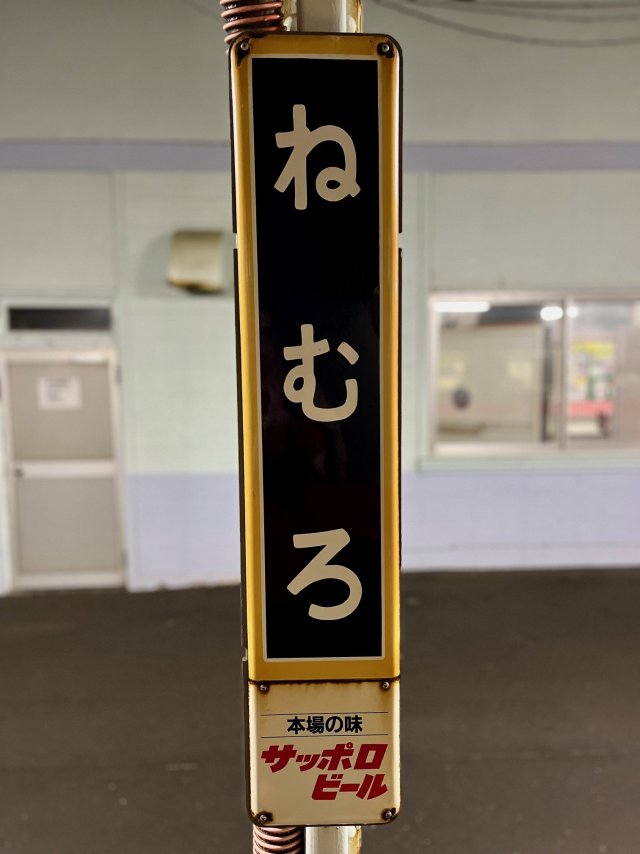 ねむろ
本場の味
サッポロ
ビール